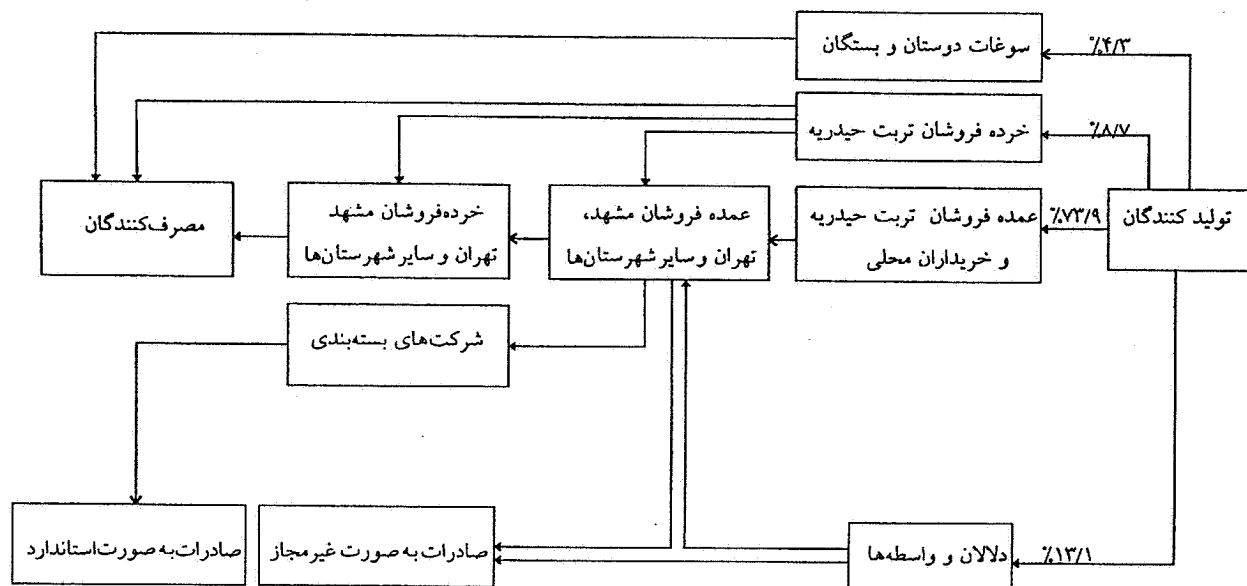 سوغات دوستان و بستگان
%۴/۳
خرده فروشان تربت حیدریه
%۸/۷
تولید کنندگان
%۷۳/۹
عمده فروشان تربت حیدریه
و خریداران محلی
عمده فروشان مشهد،
تهران و سایر شهرستان‌ها
خرده‌فروشان مشهد
تهران و سایر شهرستان‌ها
مصرف‌کنندگان
شرکت‌های بسته‌بندی
%۱۳/۱
دلالان و واسطه‌ها
صادرات به صورت غیر مجاز
صادرات به صورت استاندارد